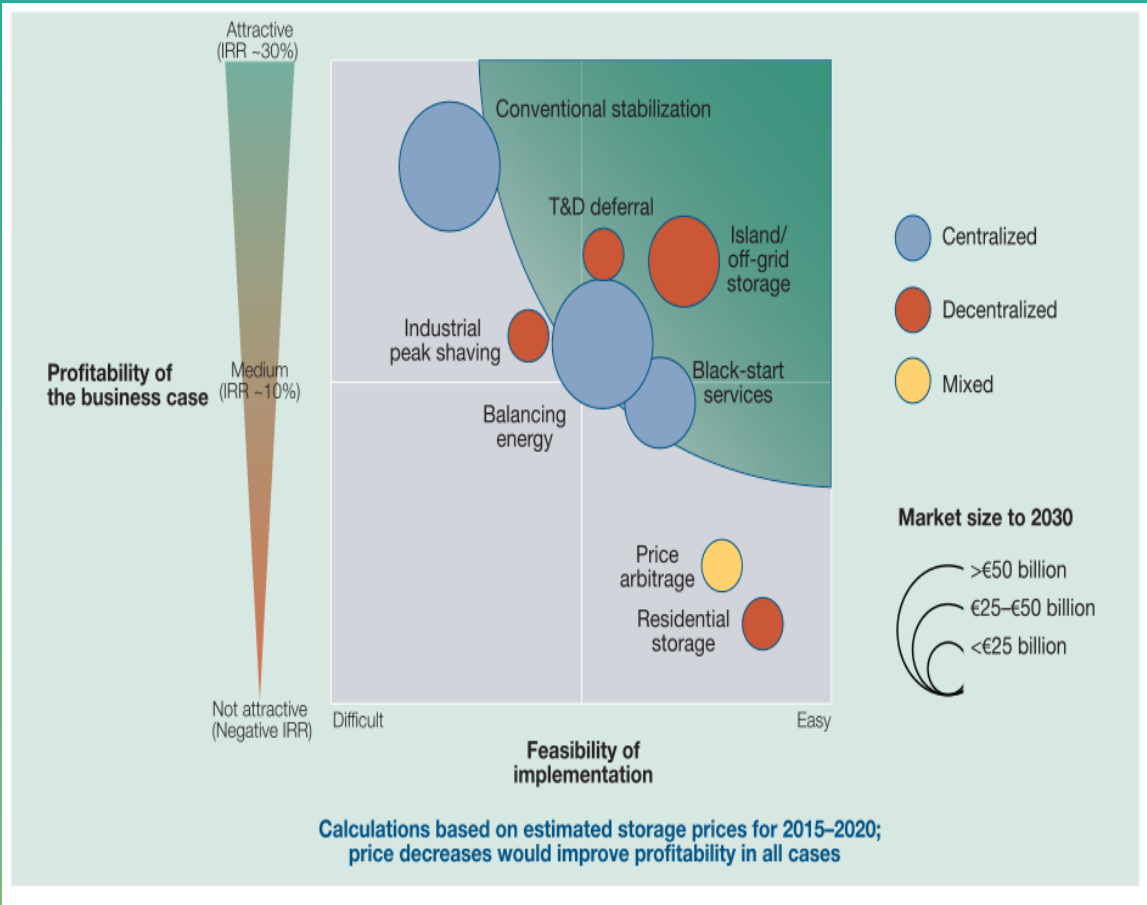 Attractive
(IRR ~30%)
Conventional stabilization
T&D deferral
Island/
off-grid
storage
Centralized
Decentralized
Mixed
Industrial
peak shaving
Profitability of
the business case
Medium
(IRR ~10%)
Black-start
services
Balancing
energy
Market size to 2030
>€50 billion
€25–€50 billion
<€25 billion
Price
arbitrage
Residential
storage
Not attractive
(Negative IRR)
Difficult
Easy
Feasibility of
implementation
Calculations based on estimated storage prices for 2015–2020;
price decreases would improve profitability in all cases